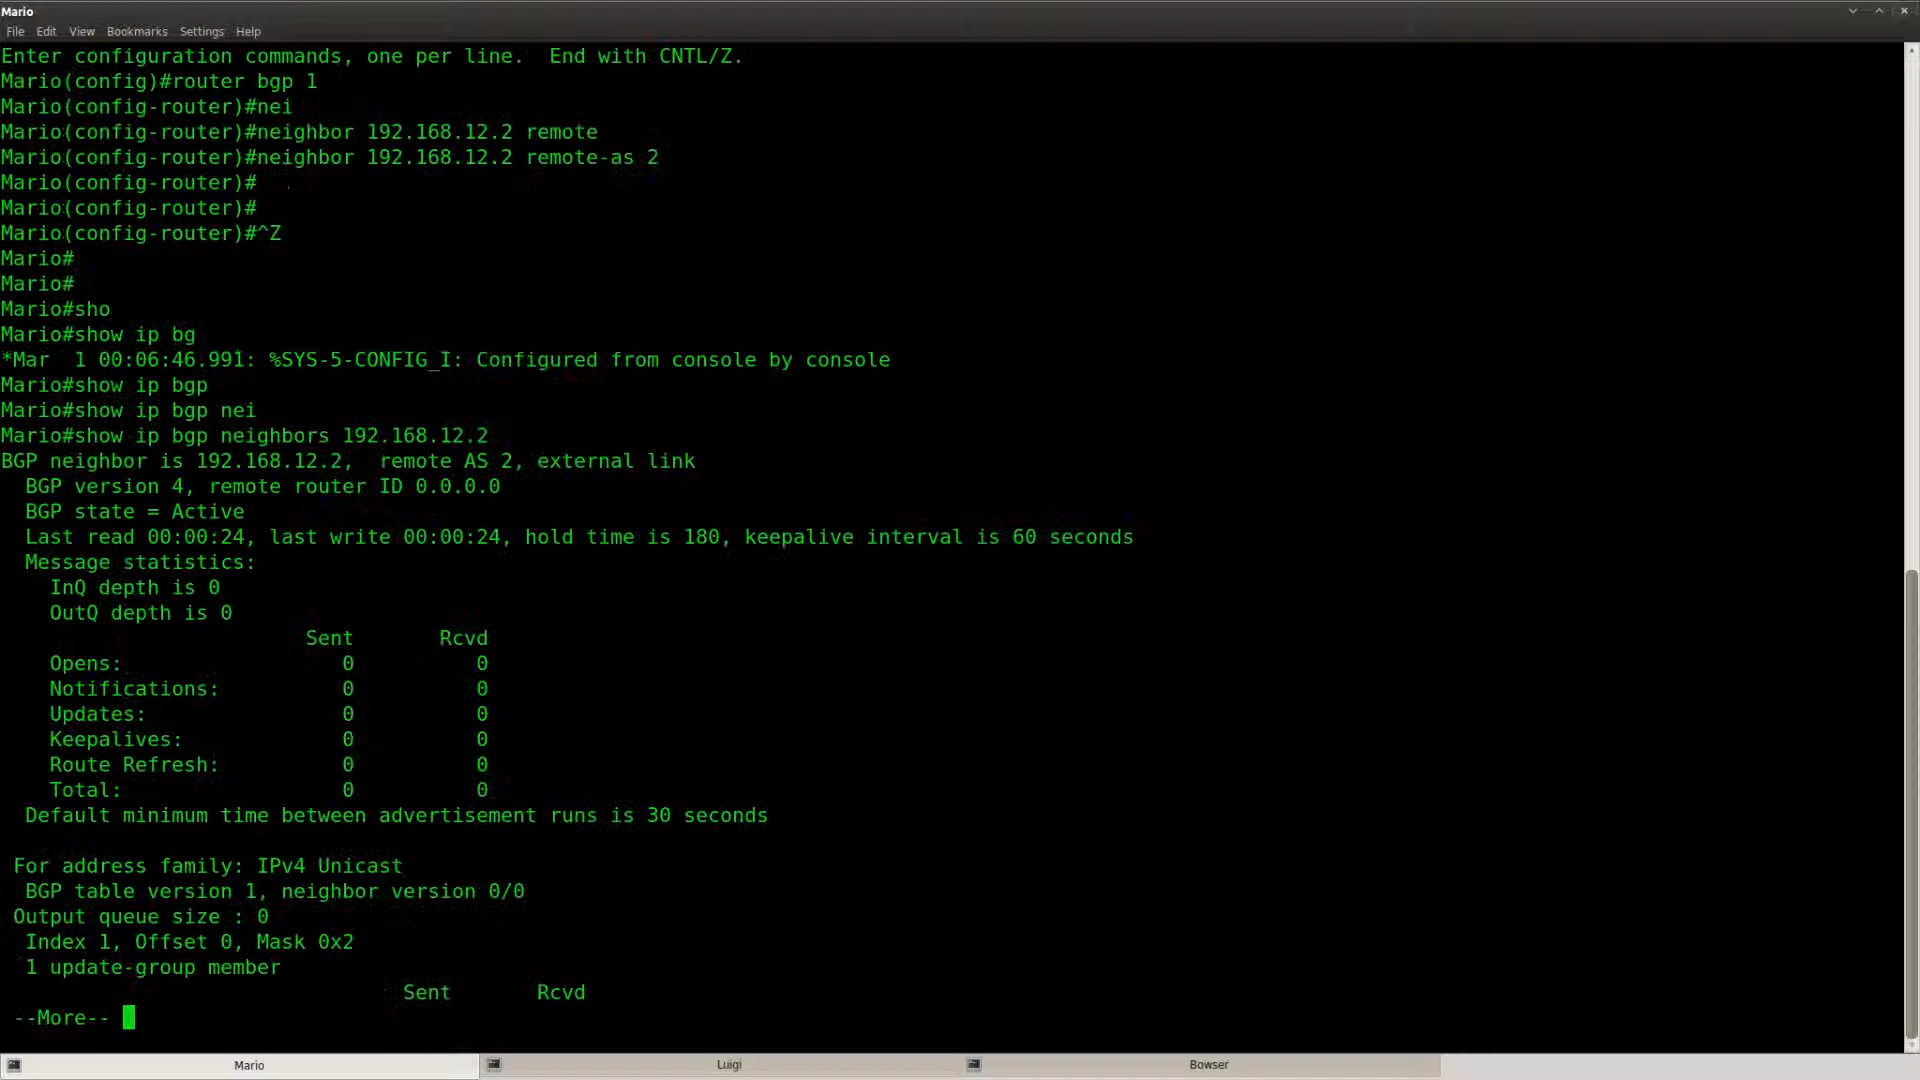 Mario
File Edit View Bookmarks Settings Help
Enter configuration commands, one per line.  End with CNTL/Z.
Mario(config)#router bgp 1
Mario(config-router)#nei
Mario(config-router)#neighbor 192.168.12.2 remote
Mario(config-router)#neighbor 192.168.12.2 remote-as 2
Mario(config-router)#
Mario(config-router)#
Mario(config-router)#^Z
Mario#
Mario#
Mario#sho
Mario#show ip bg
*Mar  1 00:06:46.991: %SYS-5-CONFIG_I: Configured from console by console
Mario#show ip bgp
Mario#show ip bgp nei
Mario#show ip bgp neighbors 192.168.12.2
BGP neighbor is 192.168.12.2,  remote AS 2, external link
  BGP version 4, remote router ID 0.0.0.0
  BGP state = Active
  Last read 00:00:24, last write 00:00:24, hold time is 180, keepalive interval is 60 seconds
  Message statistics:
    InQ depth is 0
    OutQ depth is 0
                         Sent       Rcvd
    Opens:                  0          0
    Notifications:          0          0
    Updates:                0          0
    Keepalives:             0          0
    Route Refresh:          0          0
    Total:                  0          0
  Default minimum time between advertisement runs is 30 seconds
 For address family: IPv4 Unicast
  BGP table version 1, neighbor version 0/0
 Output queue size : 0
  Index 1, Offset 0, Mask 0x2
  1 update-group member
                                 Sent       Rcvd
 --More--
Mario Luigi Bowser